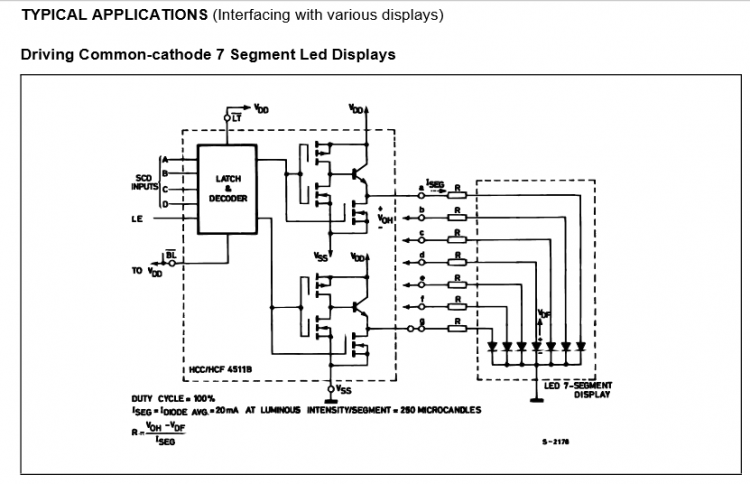 TYPICAL APPLICATIONS (Interfacing with various displays)
Driving Common-cathode 7 Segment Led Displays
VDD
LT
VDD
SCD
INPUTS
A
B
C
D
LATCH
&
DECODER
LE
BL
TO VDD
VSS
VDD
+
VOH
-
a
ISEG
R
b
R
c
R
d
R
e
R
f
R
g
R
VDF
HCC/HCF 4511B
VSS
LED 7-SEGMENT
DISPLAY
DUTY CYCLE = 100%
ISEG = IDIODE AVG. = 20mA AT LUMINOUS INTENSITY/SEGMENT = 250 MICROCANDLES
R = VOH - VDF
ISEG
S-2176